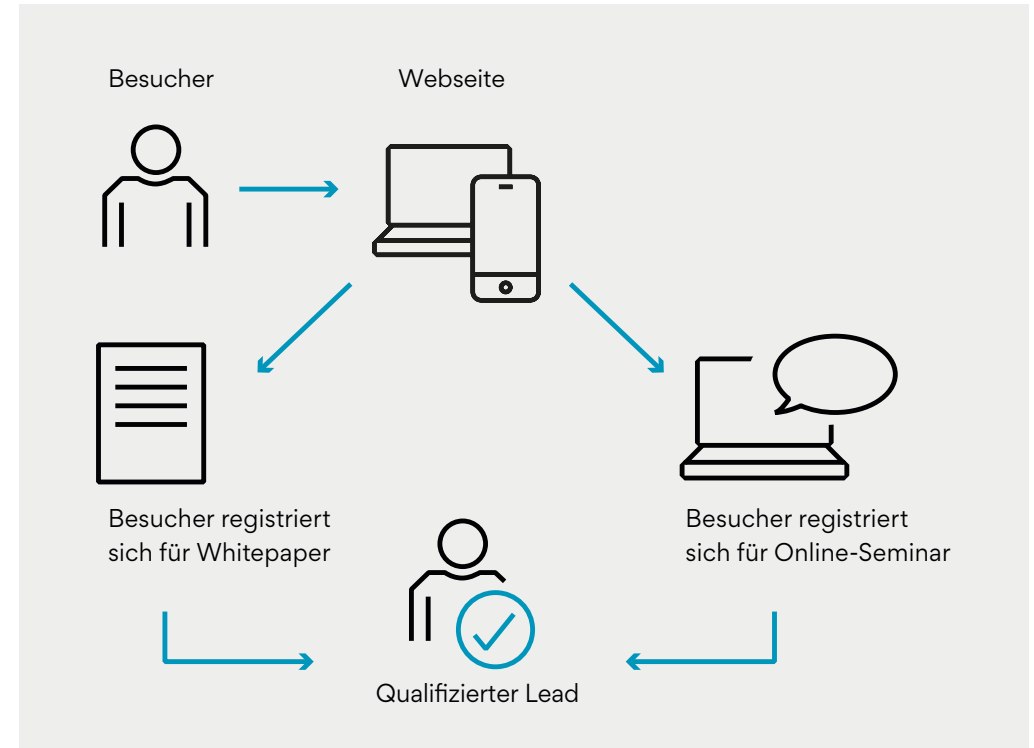 Besucher
Webseite
Besucher registriert
sich für Whitepaper
Besucher registriert
sich für Online-Seminar
Qualifizierter Lead